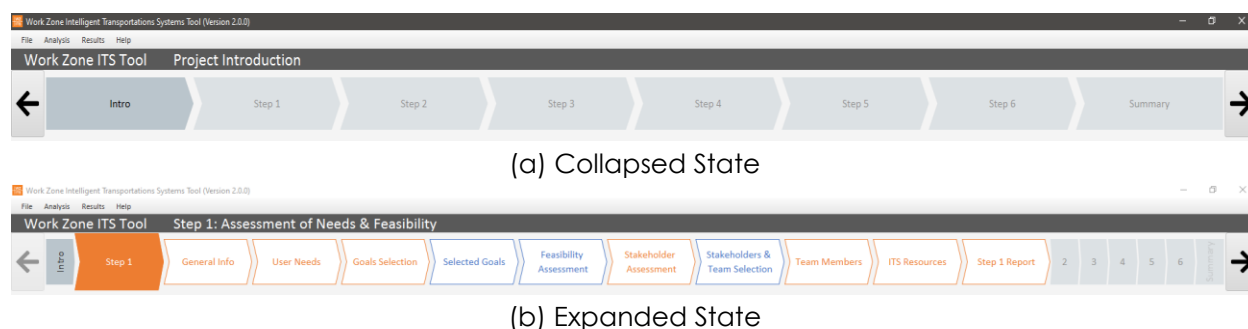 Work Zone Intelligent Transportations Systems Tool (Version 2.0.0)
File Analysis Results Help
Work Zone ITS Tool Project Introduction
Intro Step 1 Step 2 Step 3 Step 4 Step 5 Step 6 Summary
(a) Collapsed State
Work Zone Intelligent Transportations Systems Tool (Version 2.0.0)
File Analysis Results Help
Work Zone ITS Tool Step 1: Assessment of Needs & Feasibility
Intro
Step 1
General Info
User Needs
Goals Selection
Selected Goals
Feasibility
Assessment
Stakeholder
Assessment
Stakeholders &
Team Selection
Team Members
ITS Resources
Step 1 Report
2 3 4 5 6
Summary
(b) Expanded State